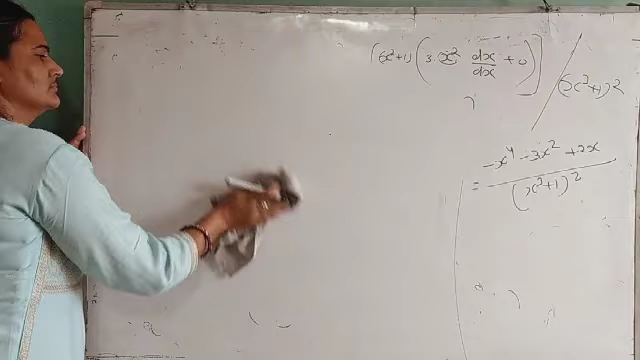 (x²+1) (3x² dx/dx + 0) ] / (x²+1)²
= -x⁴ - 3x² + 2x / (x²+1)²